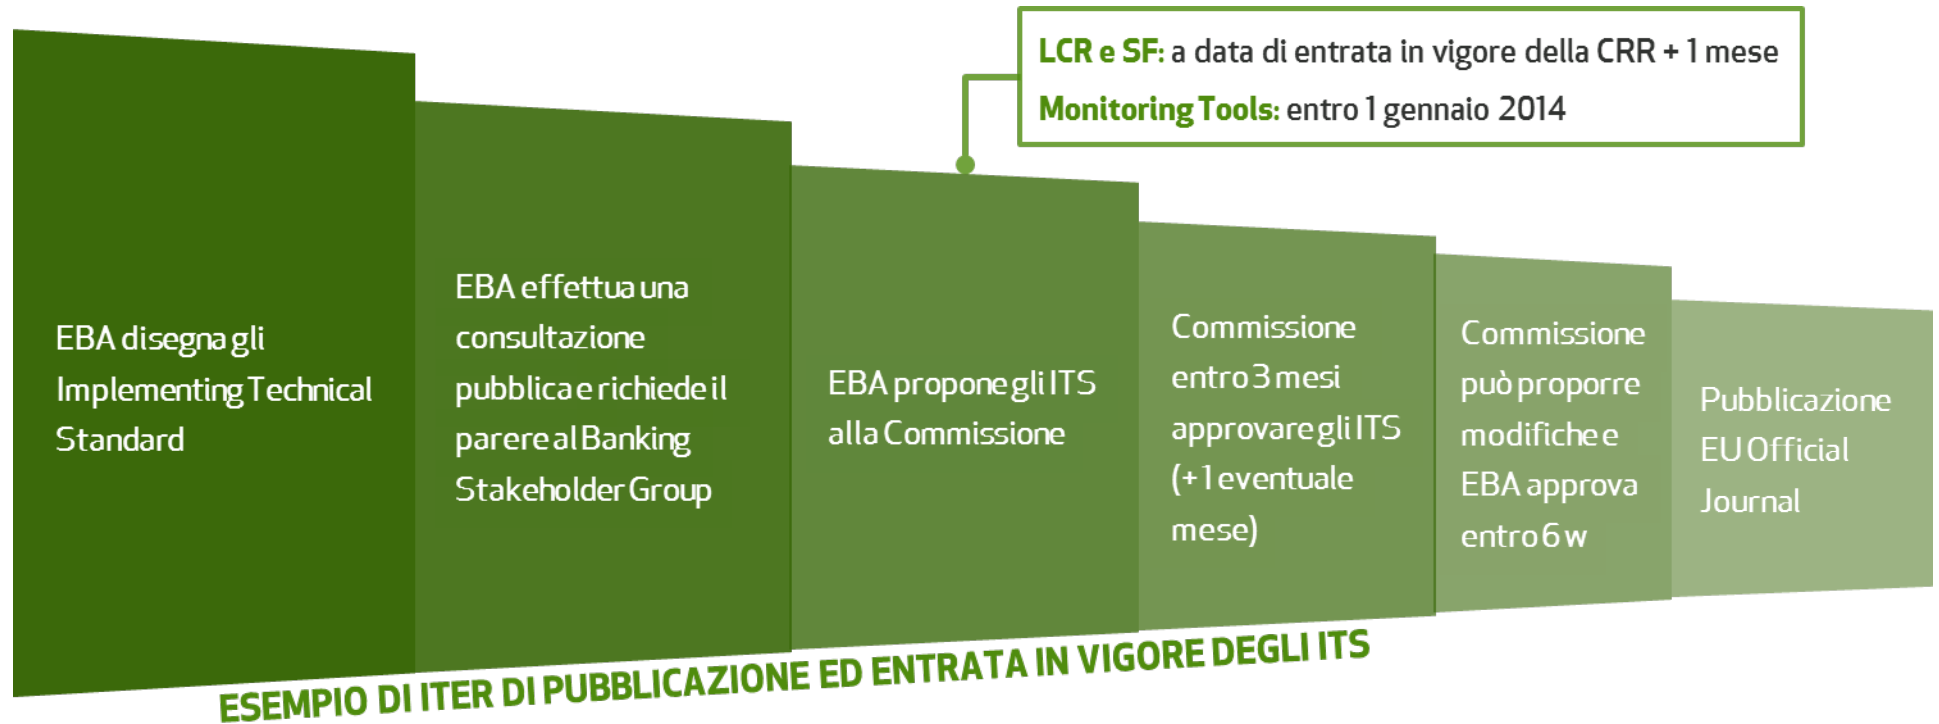 LCR e SF: a data di entrata in vigore della CRR + 1 mese
Monitoring Tools: entro 1 gennaio 2014
EBA disegna gli
Implementing Technical
Standard
EBA effettua una
consultazione
pubblica e richiede il
parere al Banking
Stakeholder Group
EBA propone gli ITS
alla Commissione
Commissione
entro 3 mesi
approvare gli ITS
(+1 eventuale
mese)
Commissione
può proporre
modifiche e
EBA approva
entro 6 w
Pubblicazione
EU Official
Journal
ESEMPIO DI ITER DI PUBBLICAZIONE ED ENTRATA IN VIGORE DEGLI ITS